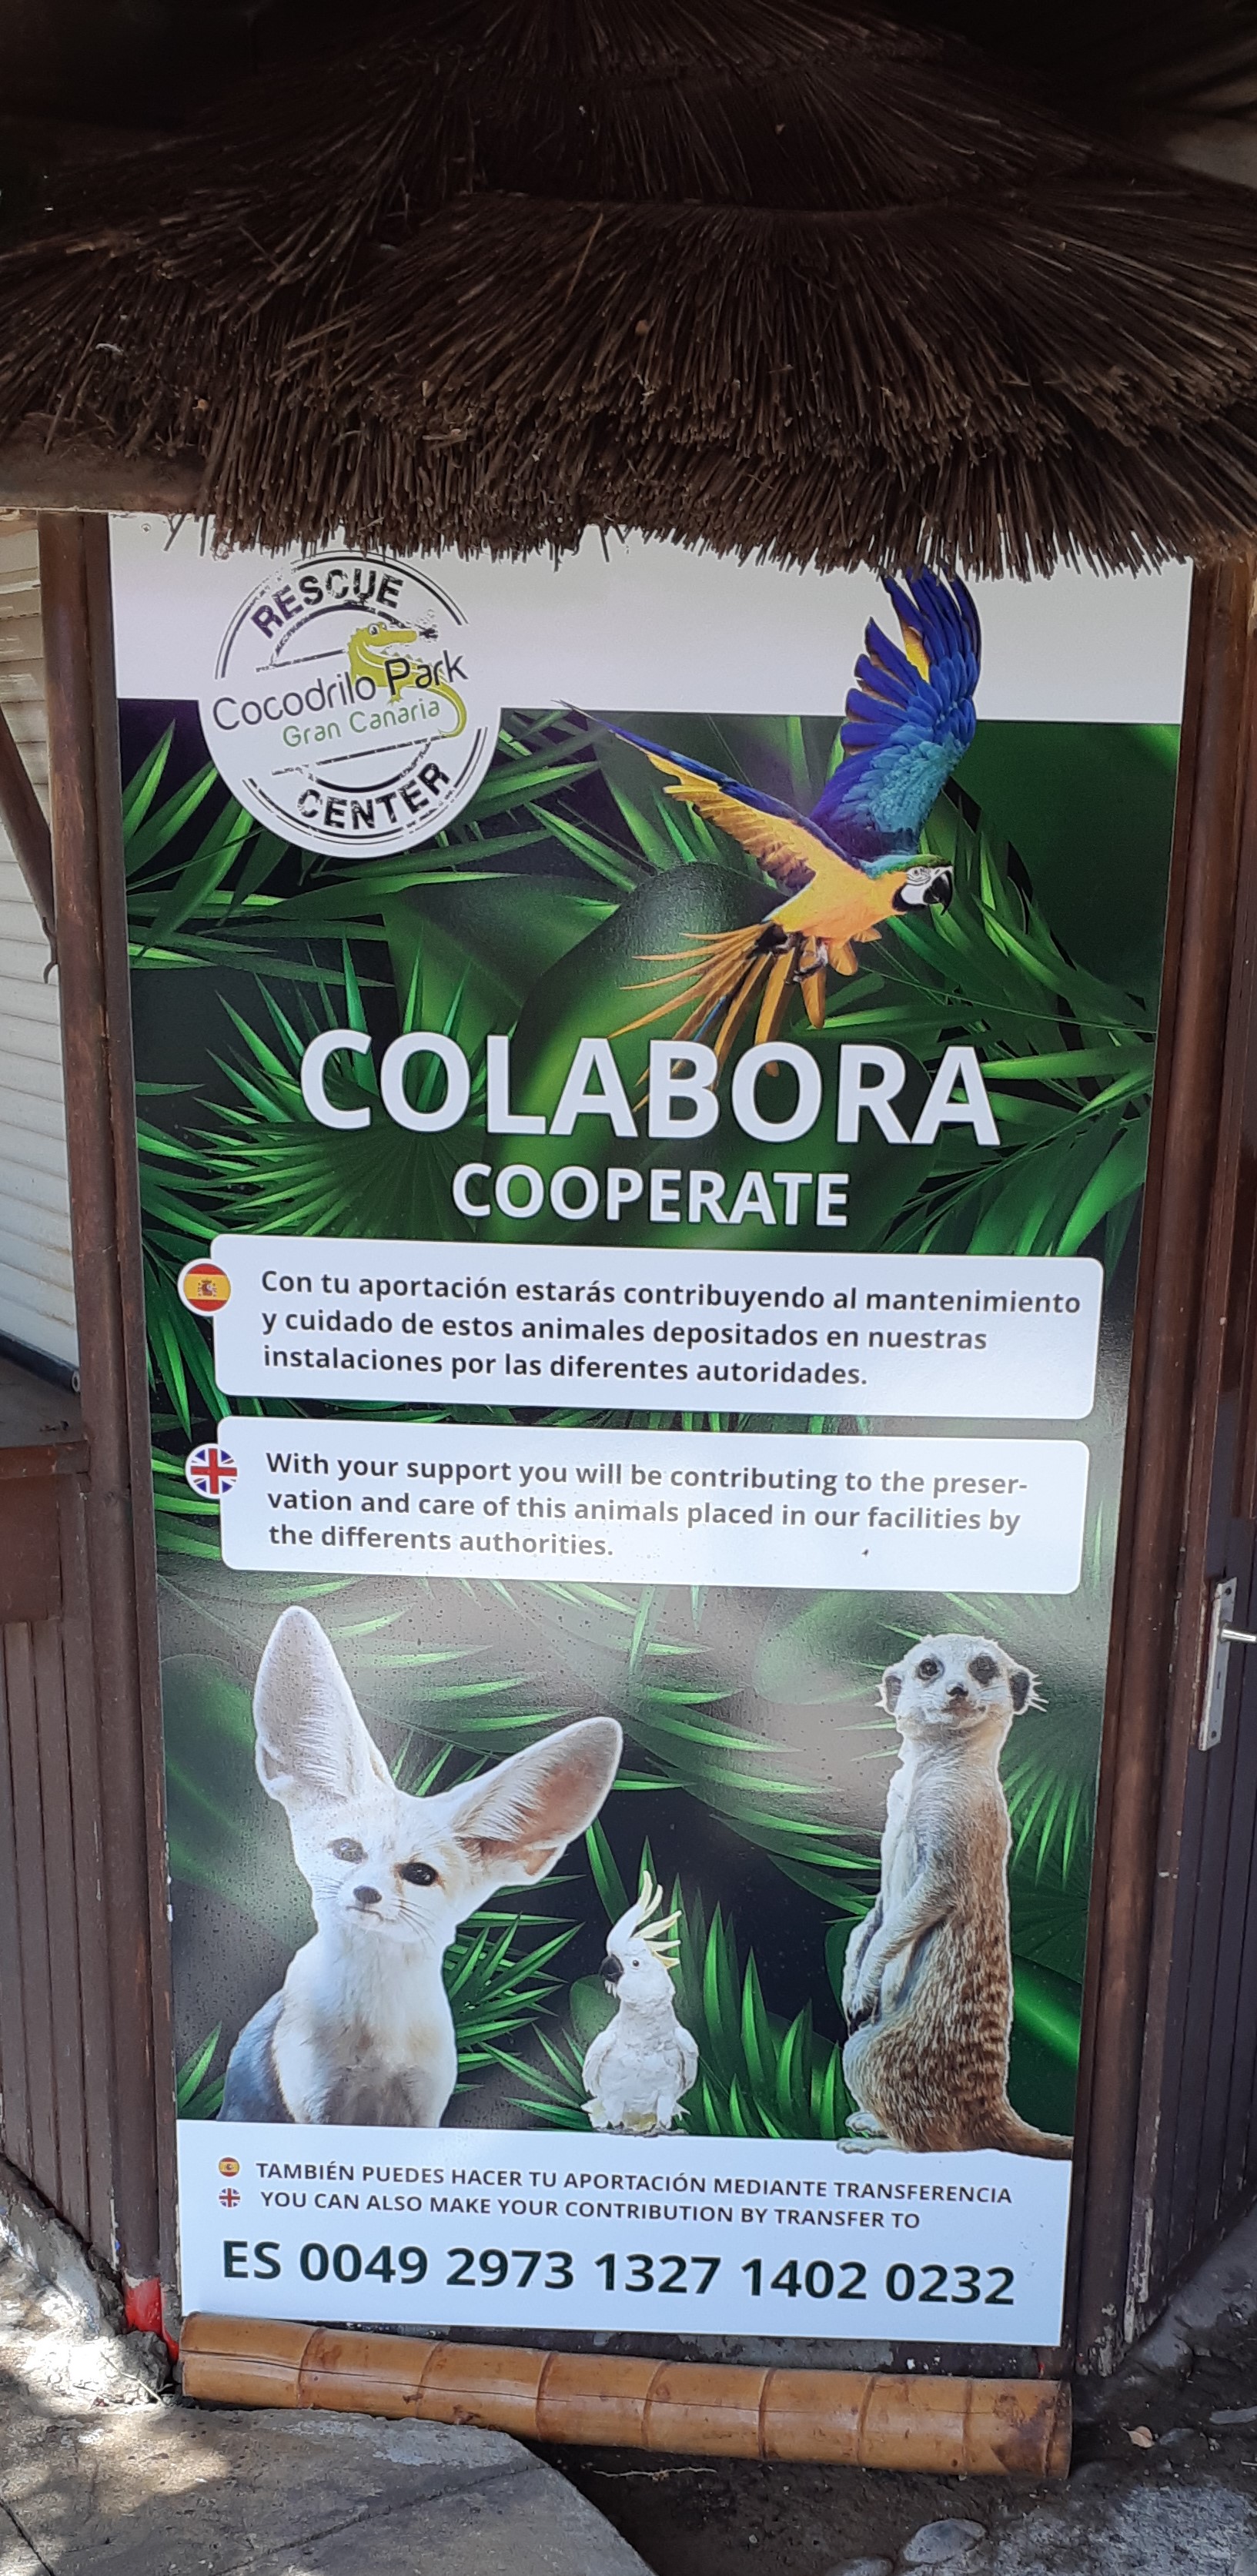 RESCUE
Cocodrilo Park
Gran Canaria
CENTER
COLABORA
COOPERATE
Con tu aportación estarás contribuyendo al mantenimiento
y cuidado de estos animales depositados en nuestras
instalaciones por las diferentes autoridades.
With your support you will be contributing to the preser-
vation and care of this animals placed in our facilities by
the differents authorities.
TAMBIÉN PUEDES HACER TU APORTACIÓN MEDIANTE TRANSFERENCIA
YOU CAN ALSO MAKE YOUR CONTRIBUTION BY TRANSFER TO
ES 0049 2973 1327 1402 0232